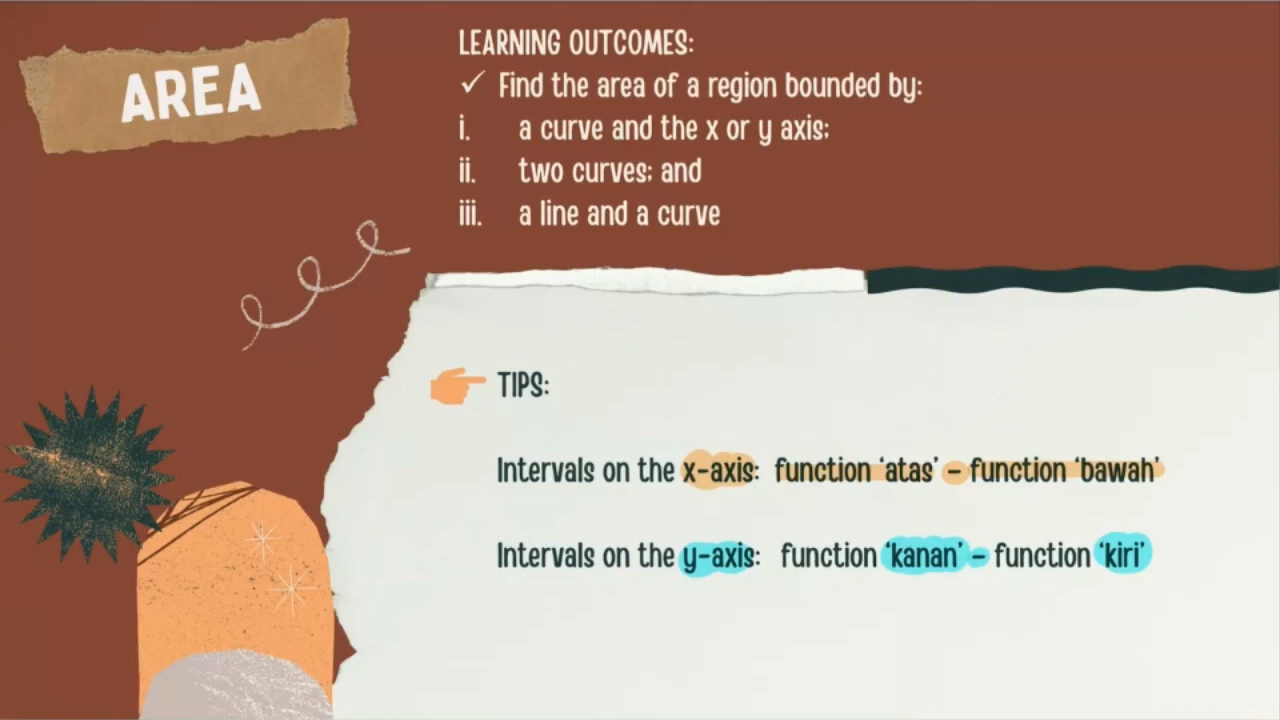 AREA
LEARNING OUTCOMES:
✓ Find the area of a region bounded by:
i. a curve and the x or y axis;
ii. two curves; and
iii. a line and a curve
TIPS:
Intervals on the x-axis: function ‘atas’ – function ‘bawah’
Intervals on the y-axis: function ‘kanan’ – function ‘kiri’